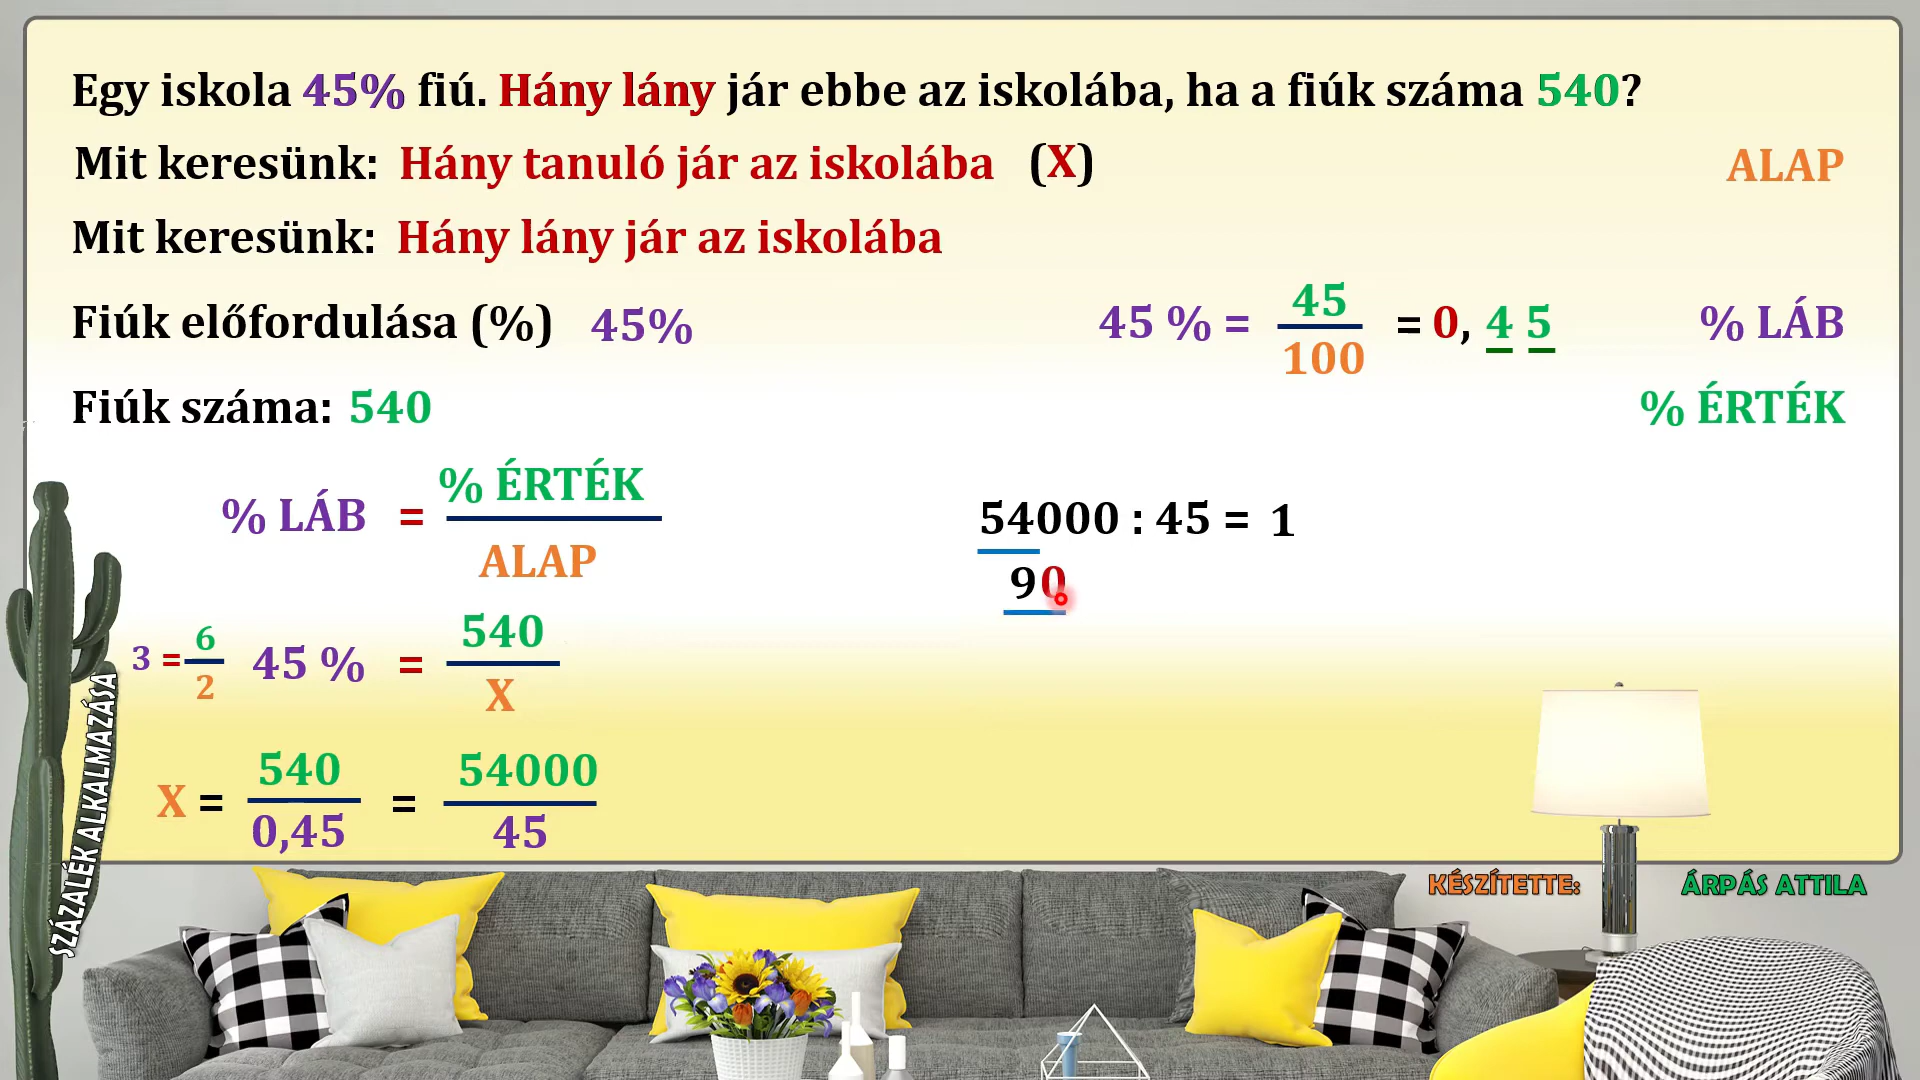 Egy iskola 45% fiú. Hány lány jár ebbe az iskolába, ha a fiúk száma 540?
Mit keresünk: Hány tanuló jár az iskolába (X) ALAP
Mit keresünk: Hány lány jár az iskolába
Fiúk előfordulása (%) 45% 45 % = 45/100 = 0, 4 5 % LÁB
Fiúk száma: 540 % ÉRTÉK
% LÁB = % ÉRTÉK/ALAP
54000 : 45 = 1
90
3 = 6/2 45 % = 540/X
X = 540/0,45 = 54000/45
SZÁZALÉK ALKALMAZÁSA
KÉSZÍTETTE: ÁRPÁS ATTILA